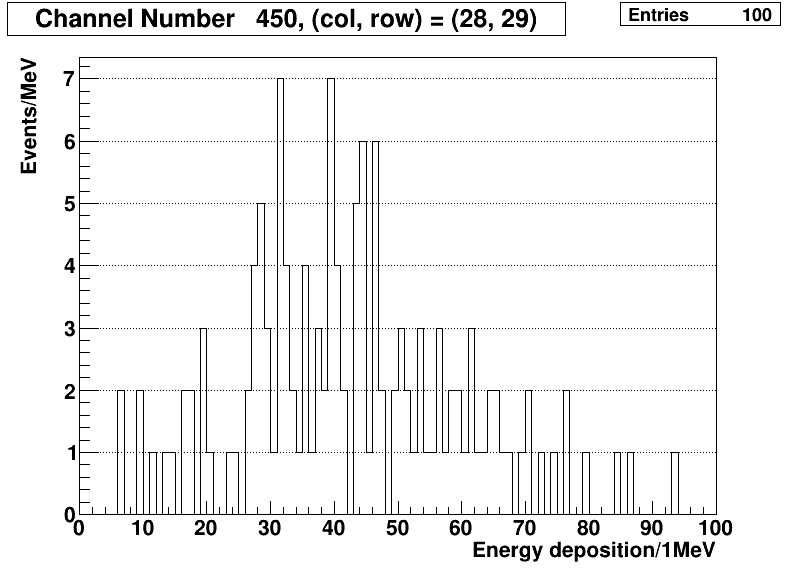 Channel Number 450, (col, row) = (28, 29)
Entries 100
Events/MeV
7
6
5
4
3
2
1
0
0 10 20 30 40 50 60 70 80 90 100
Energy deposition/1MeV